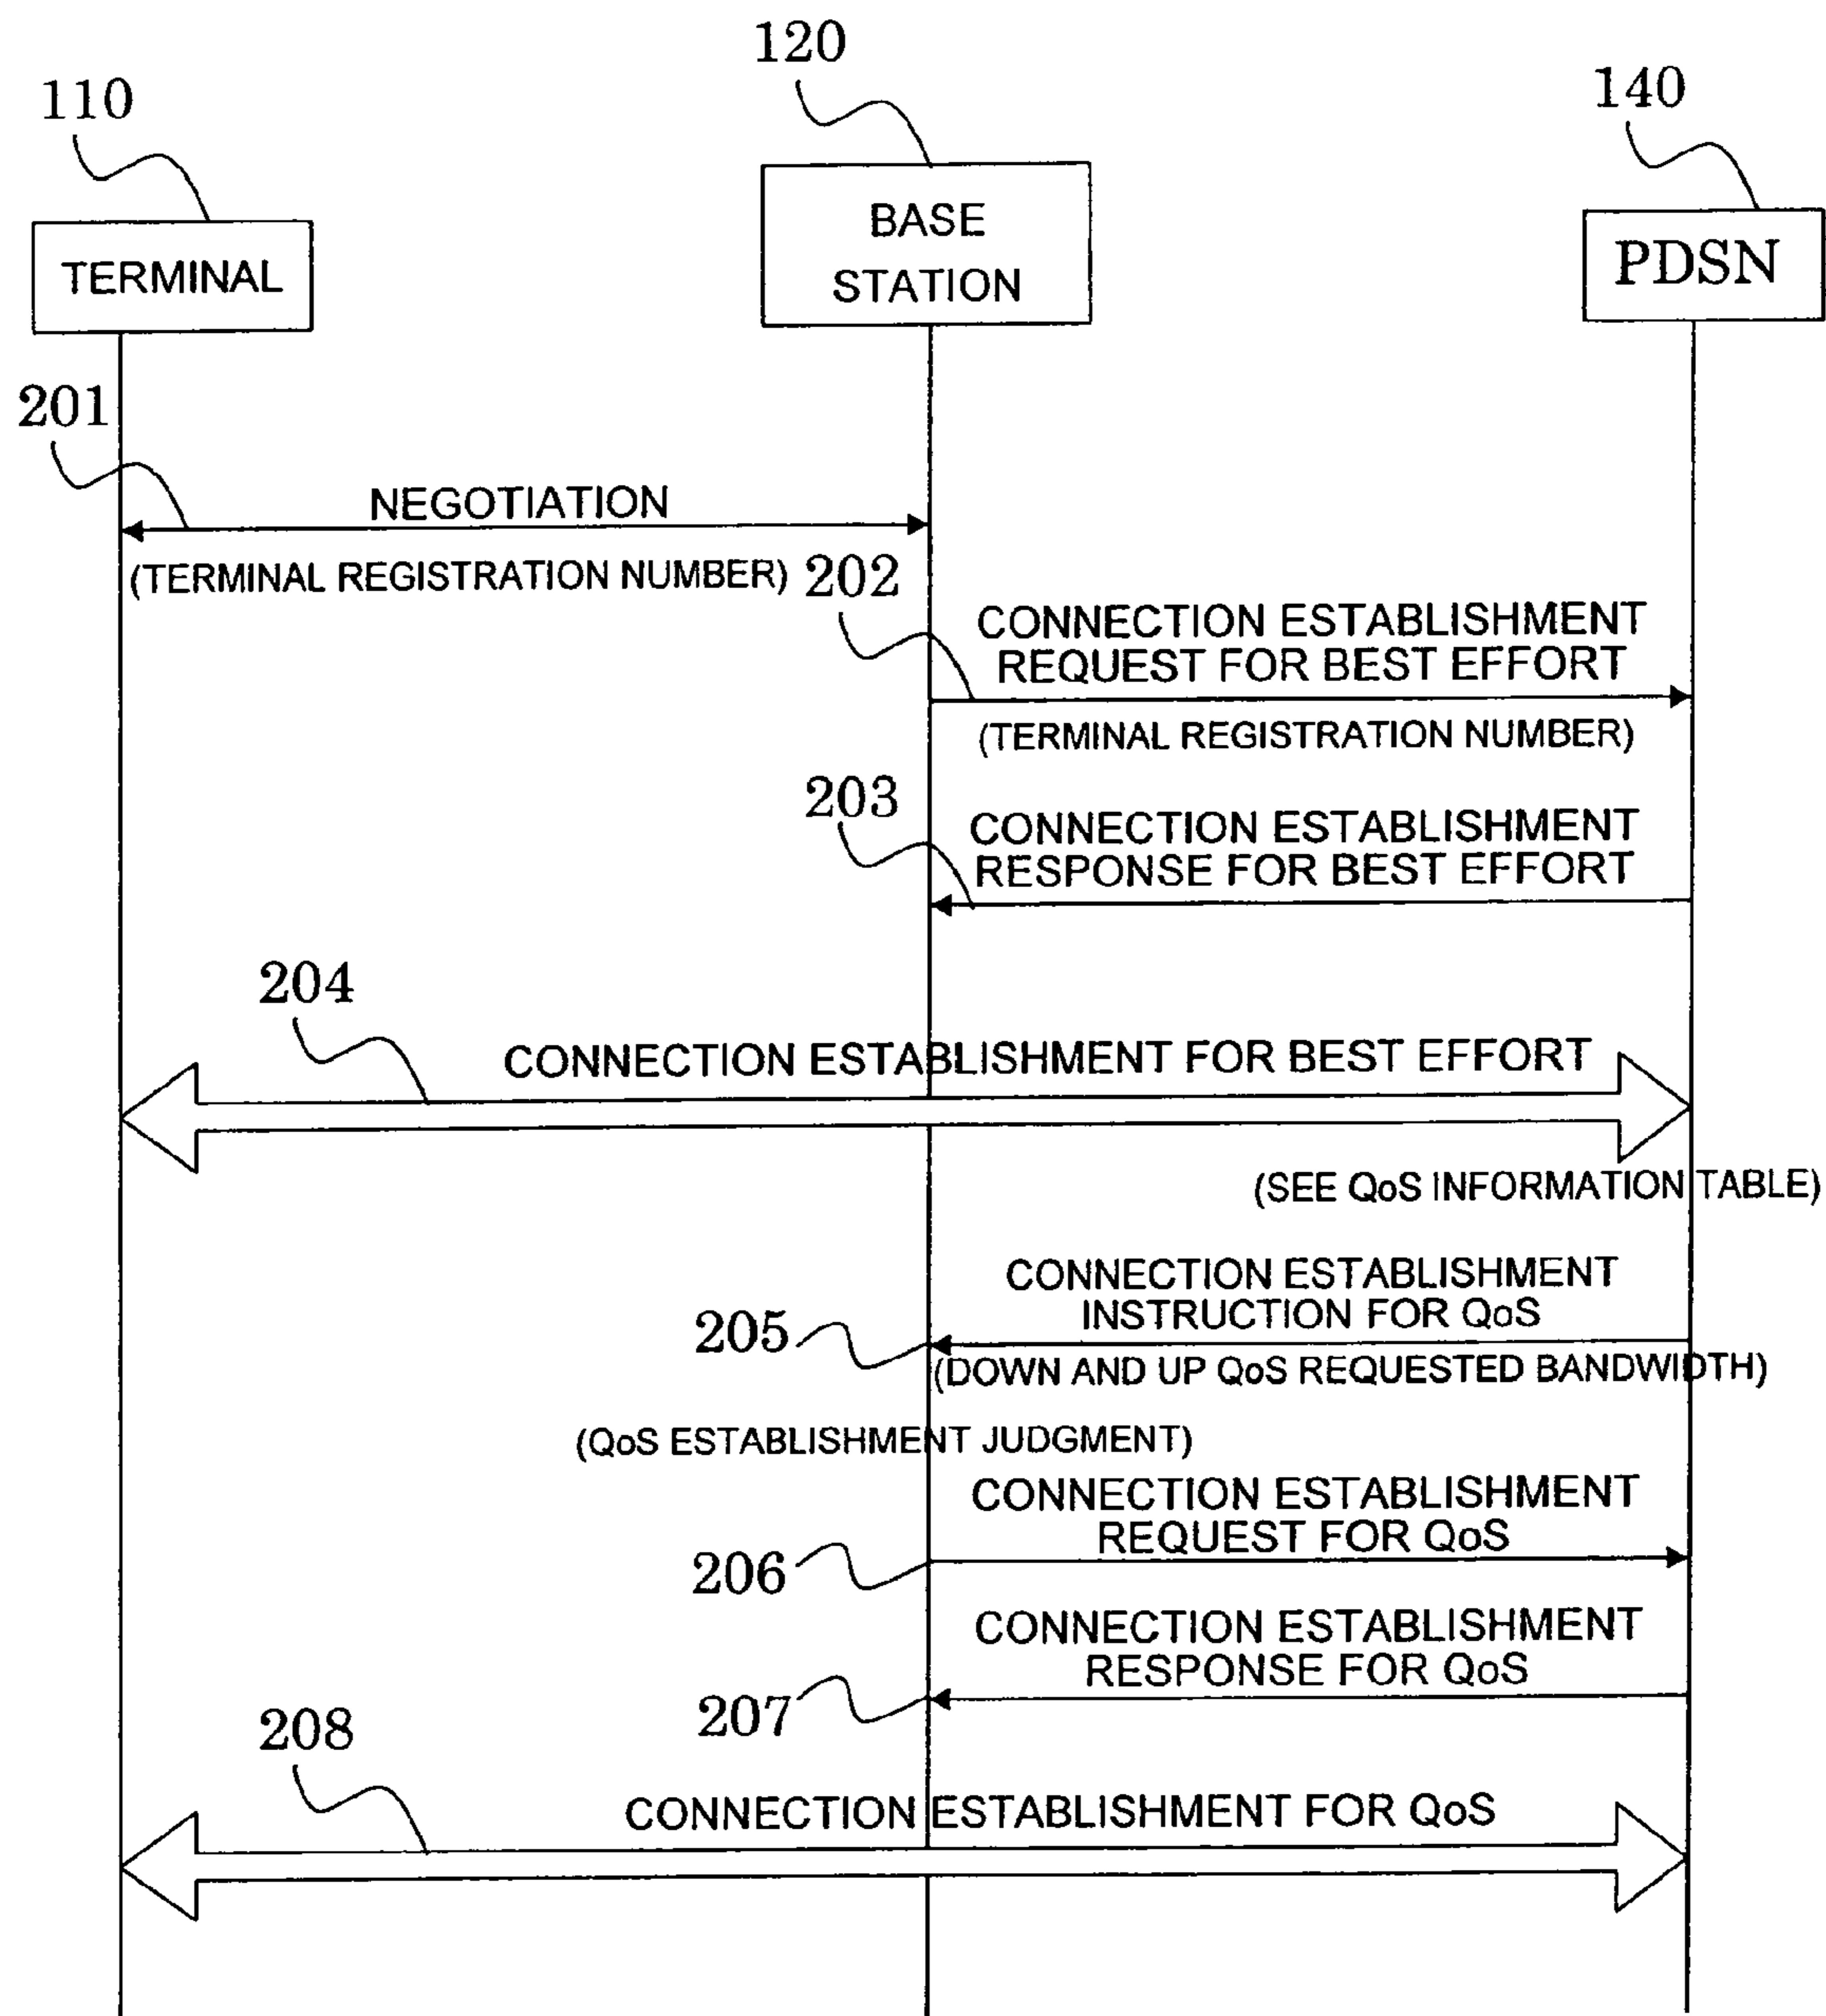 120
110
140
TERMINAL
BASE
STATION
PDSN
201
NEGOTIATION
(TERMINAL REGISTRATION NUMBER)
202
CONNECTION ESTABLISHMENT
REQUEST FOR BEST EFFORT
(TERMINAL REGISTRATION NUMBER)
203
CONNECTION ESTABLISHMENT
RESPONSE FOR BEST EFFORT
204
CONNECTION ESTABLISHMENT FOR BEST EFFORT
(SEE QoS INFORMATION TABLE)
CONNECTION ESTABLISHMENT
INSTRUCTION FOR QoS
205
(DOWN AND UP QoS REQUESTED BANDWIDTH)
(QoS ESTABLISHMENT JUDGMENT)
CONNECTION ESTABLISHMENT
REQUEST FOR QoS
206
CONNECTION ESTABLISHMENT
RESPONSE FOR QoS
207
208
CONNECTION ESTABLISHMENT FOR QoS